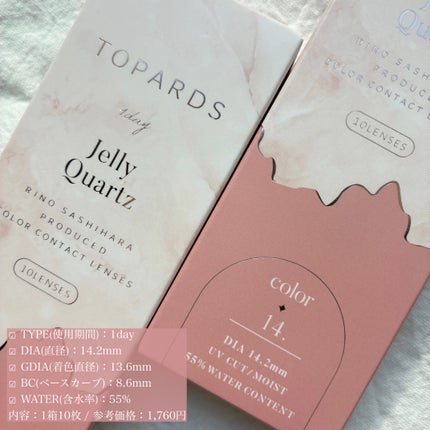 TOPARDS
1day
Jelly
Quartz
RINO SASHIHARA
PRODUCED
COLOR CONTACT LENSES
10LENSES
Quartz
RINO SASHIHARA
PRODUCED
COLOR CONTACT LENSES
10LENSES
color
14.
DIA 14.2mm
UV CUT/MOIST
55% WATER CONTENT
☑ TYPE(使用期間)：1day
☑ DIA(直径)：14.2mm
☑ GDIA(着色直径)：13.6mm
☑ BC(ベースカーブ)：8.6mm
☑ WATER(含水率)：55%
内容：1箱10枚 / 参考価格：1,760円